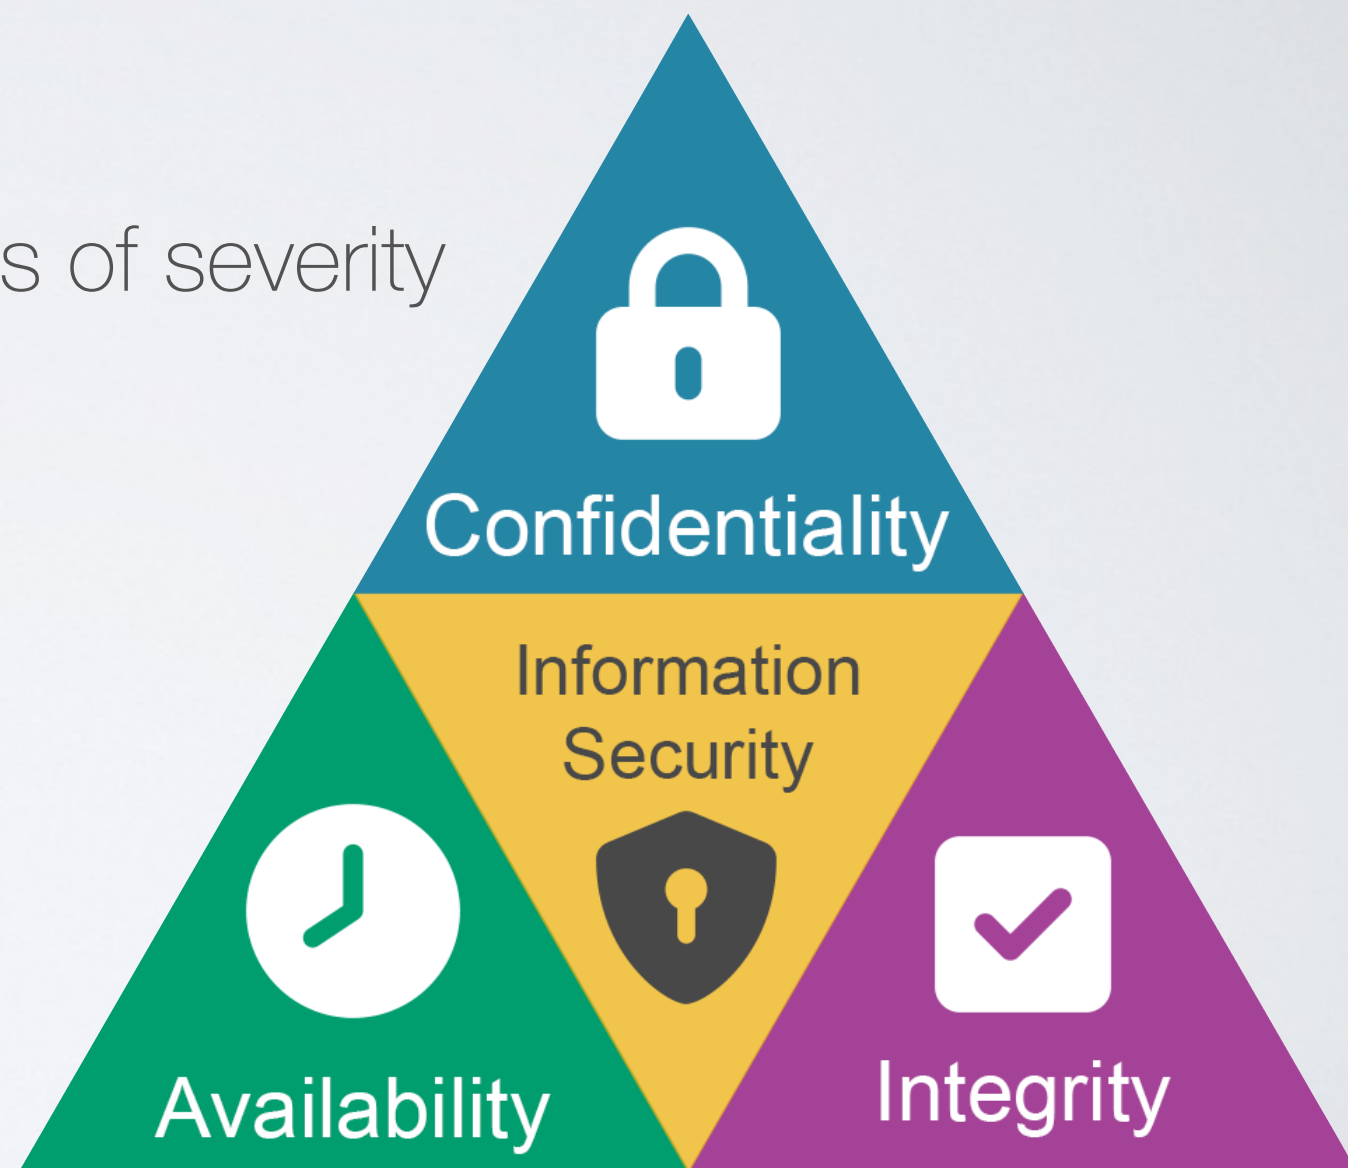 s of severity
Confidentiality
Information
Security
Availability
Integrity